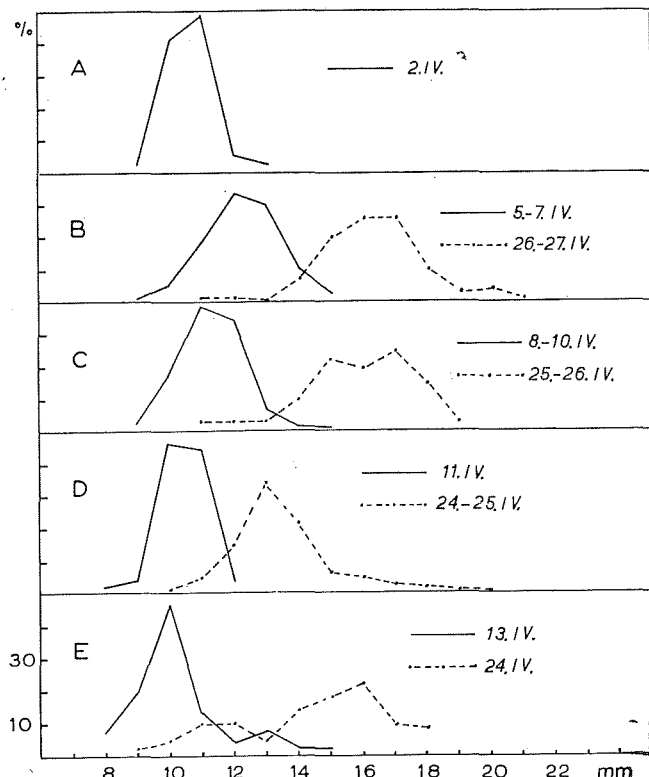 %
A
2.IV.
B
5.-7.IV.
26.-27.IV.
C
8.-10.IV.
25.-26.IV.
D
11.IV.
24.-25.IV.
E
13.IV.
24.IV.
30
10
8 10 12 14 16 18 20 22 mm